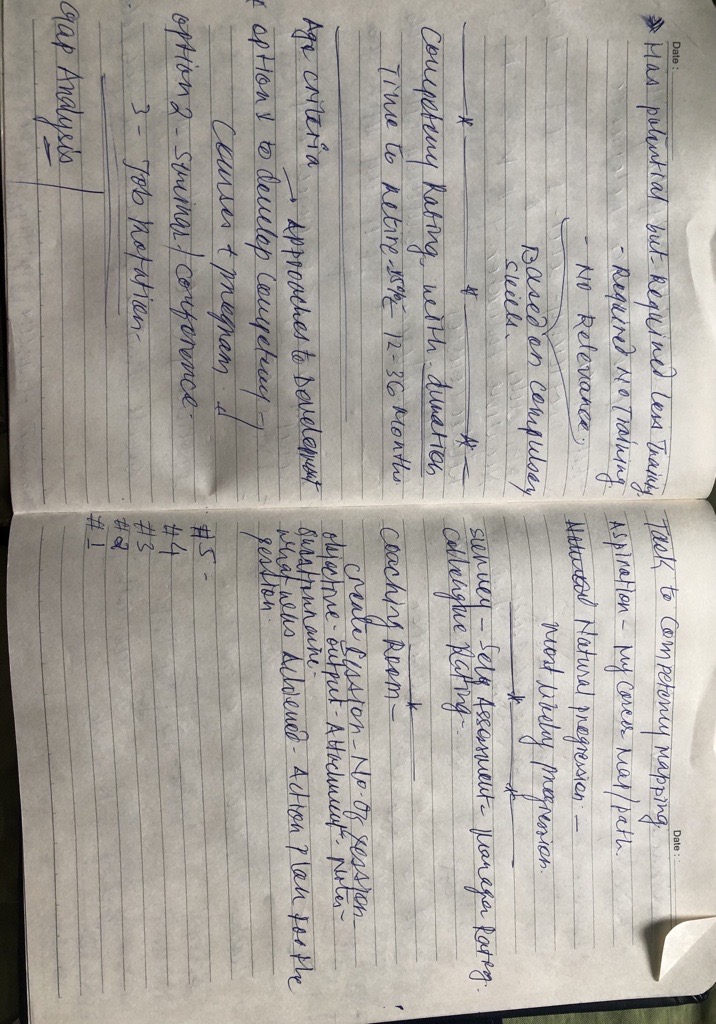 Date :
Has potential but Required Less Training
- Required No Training
- No Relevance.
Based on Compulsory
skills.
Competency Rating, with duration
Time to Retire - 12-36 Months
Age criteria
→ Approaches to Development
option 1 to develop Competency -
Courses + program
option 2 - Seminar / Conference.
3 - Job Rotation -
Gap Analysis
Date :
Task to Competency mapping
Aspiration - My Career Map/path.
Natural progression -
most likely progression.
Survey - Self Assessment - Manager Rating.
Colleague Rating -
Coaching Room -
Create Session - No. of session -
objective - output - Attachment - Notes -
Questionnaire -
what was Achieved - Action Plan for the
session.
#5 -
#4
#3
#2
#1